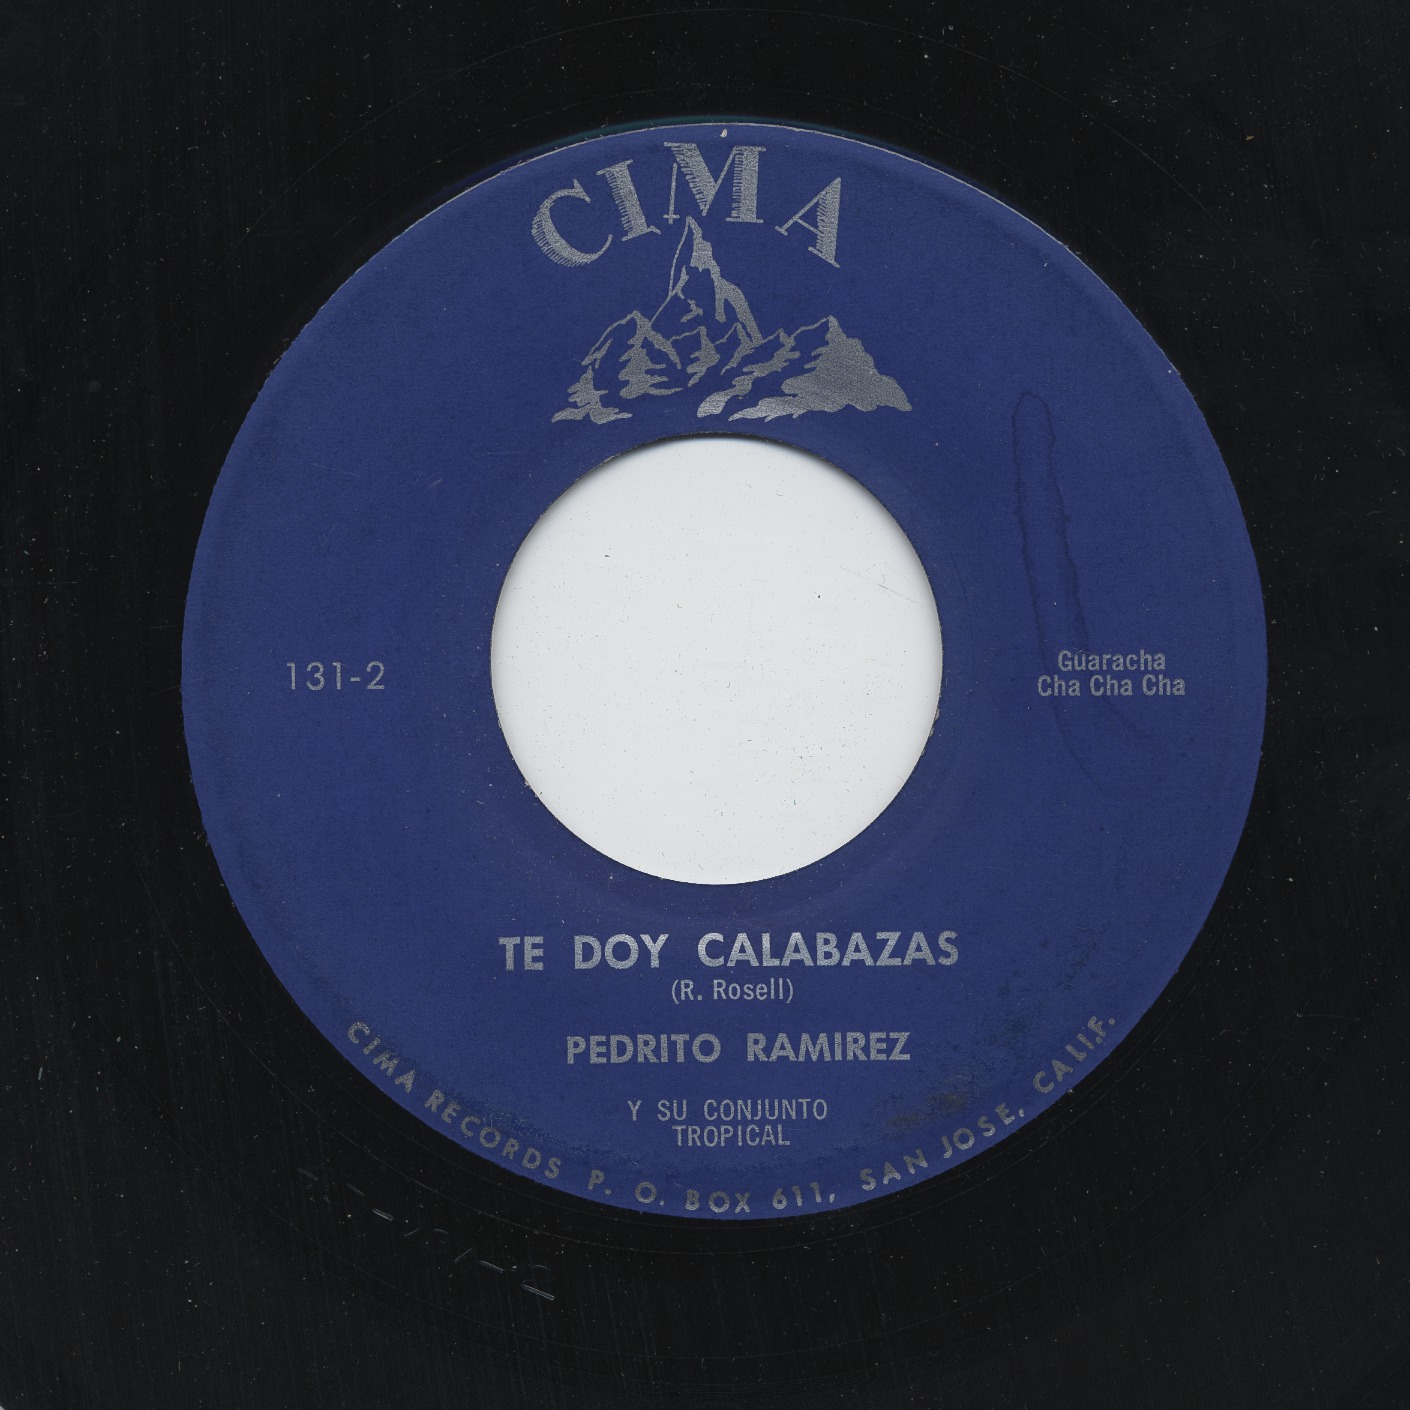 CIMA
131-2
Guaracha
Cha Cha Cha
TE DOY CALABAZAS
(R. Rosell)
PEDRITO RAMIREZ
Y SU CONJUNTO
TROPICAL
CIMA RECORDS P. O. BOX 611, SAN JOSE, CALIF.